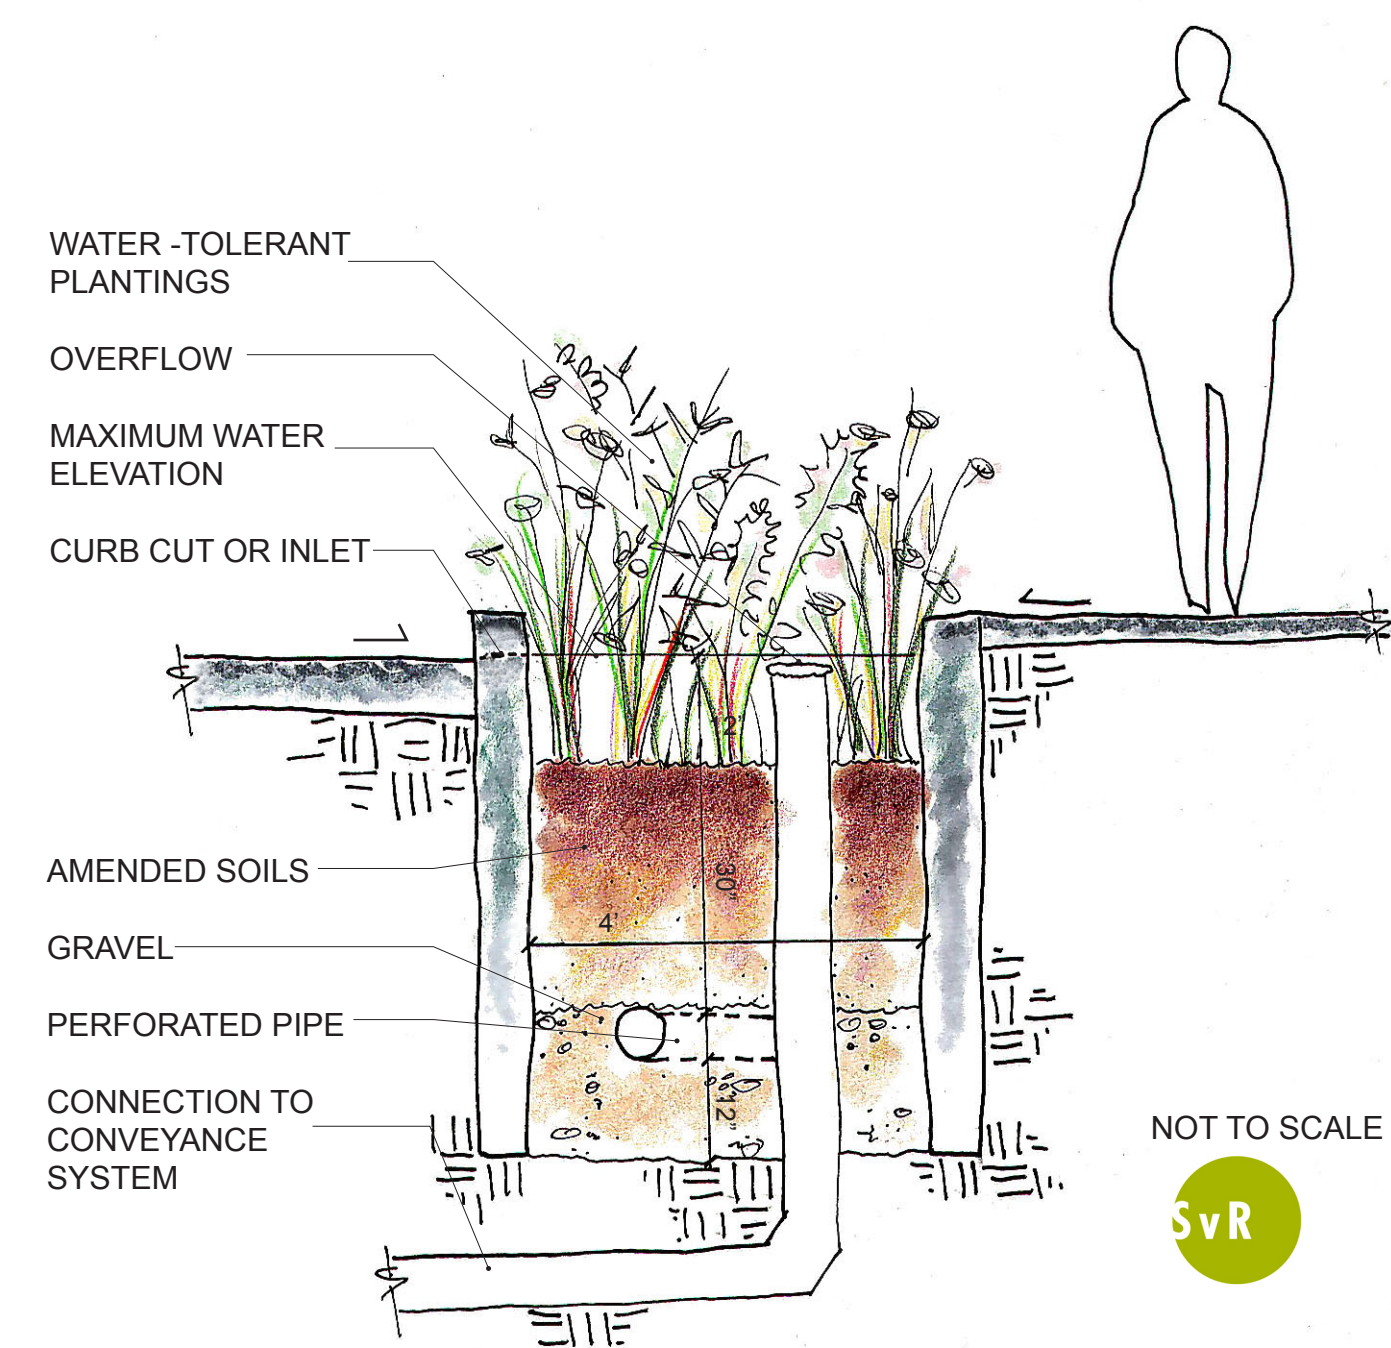 WATER -TOLERANT
PLANTINGS
OVERFLOW
MAXIMUM WATER
ELEVATION
CURB CUT OR INLET
2'
AMENDED SOILS
30"
4'
GRAVEL
PERFORATED PIPE
12"
CONNECTION TO
CONVEYANCE
SYSTEM
NOT TO SCALE
SvR